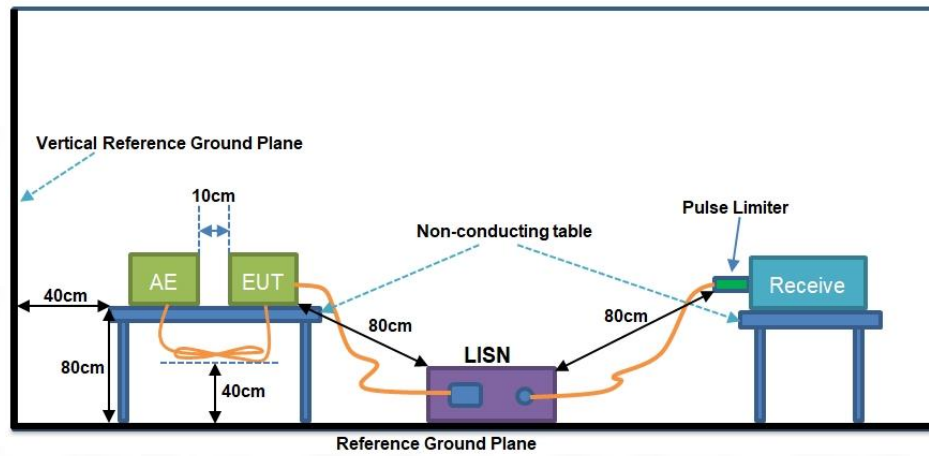 Vertical Reference Ground Plane
10cm
Pulse Limiter
Non-conducting table
AE
EUT
Receive
40cm
80cm
80cm
LISN
80cm
40cm
Reference Ground Plane